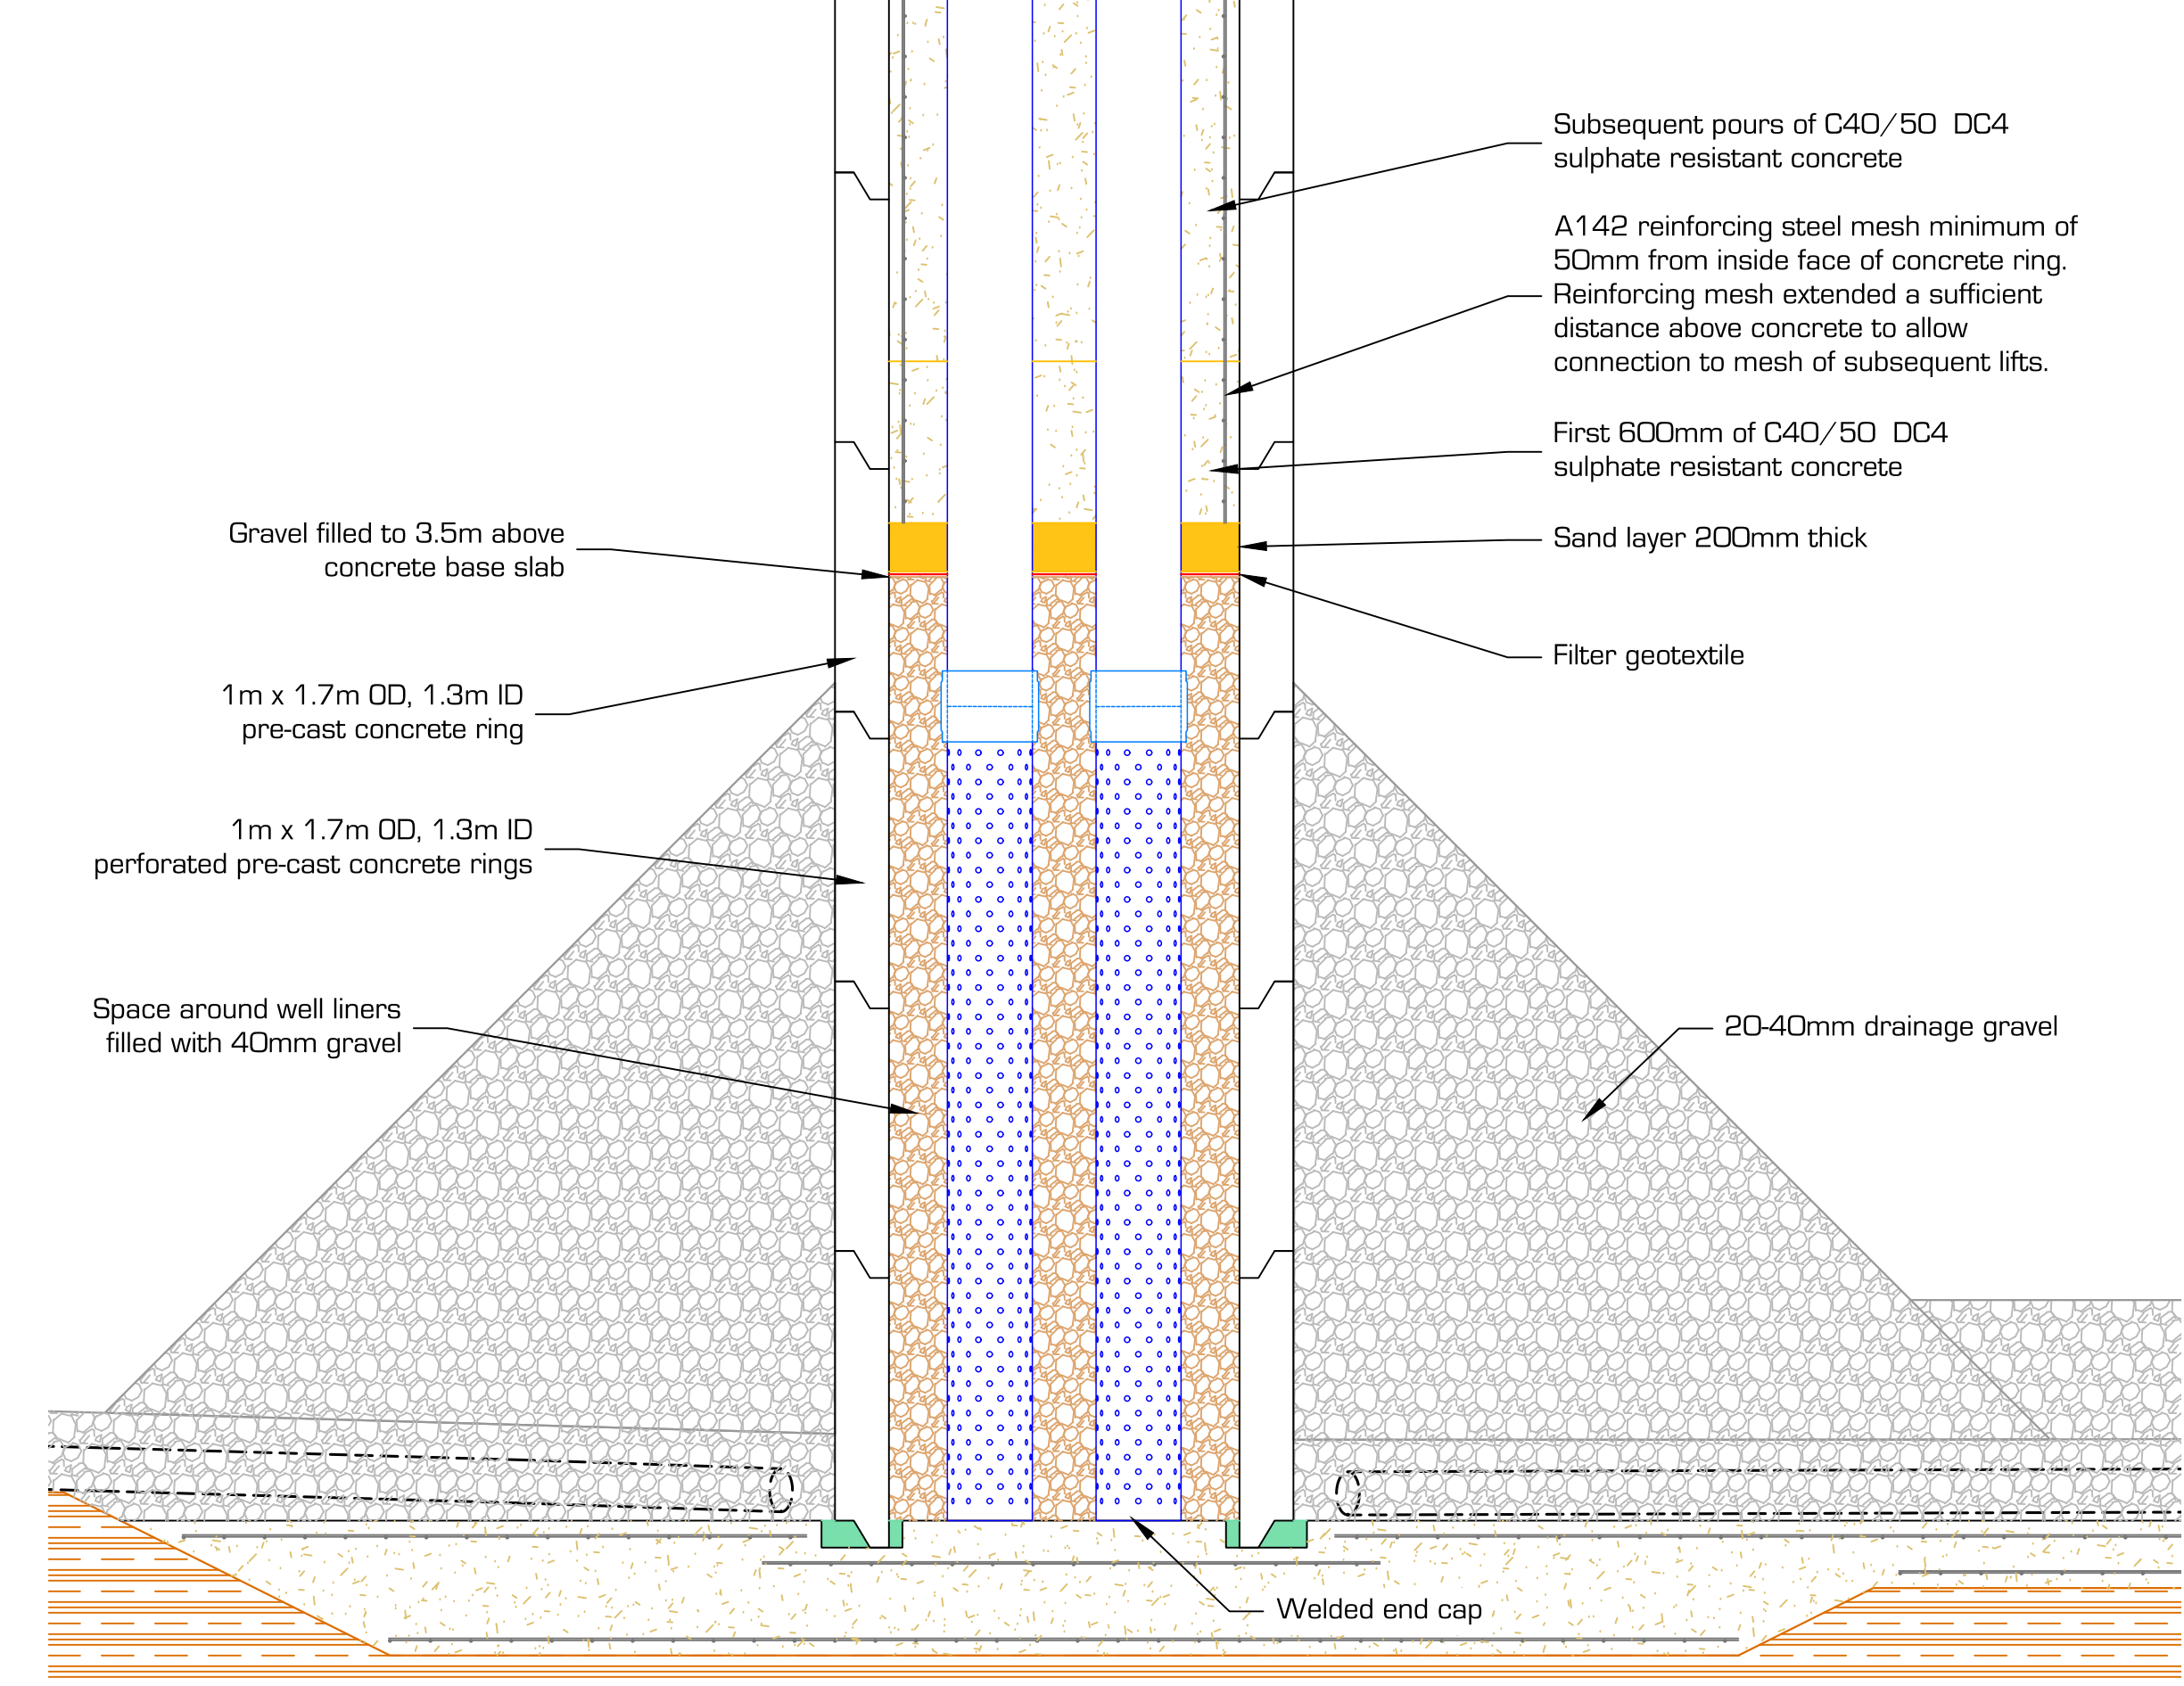 Subsequent pours of C40/50 DC4
sulphate resistant concrete
A142 reinforcing steel mesh minimum of
50mm from inside face of concrete ring.
Reinforcing mesh extended a sufficient
distance above concrete to allow
connection to mesh of subsequent lifts.
First 600mm of C40/50 DC4
sulphate resistant concrete
Gravel filled to 3.5m above
concrete base slab
Sand layer 200mm thick
Filter geotextile
1m x 1.7m OD, 1.3m ID
pre-cast concrete ring
1m x 1.7m OD, 1.3m ID
perforated pre-cast concrete rings
Space around well liners
filled with 40mm gravel
20-40mm drainage gravel
Welded end cap